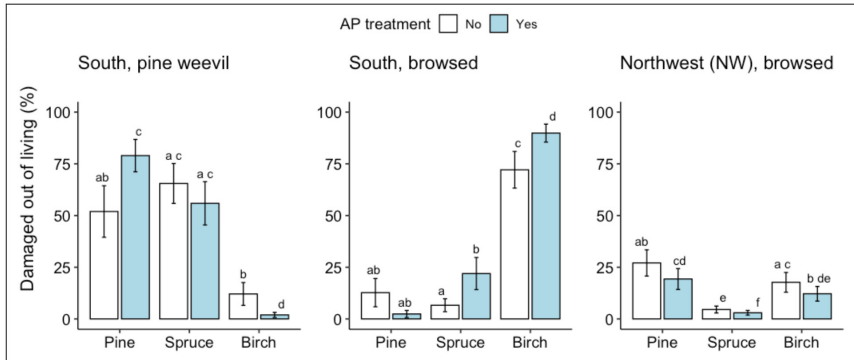 AP treatment No Yes
South, pine weevil South, browsed Northwest (NW), browsed
Damaged out of living (%)
100 100 100
75 75 75
50 50 50
25 25 25
0 0 0
ab c a c a c b d
ab ab a b c d
ab cd e f a c b de
Pine Spruce Birch Pine Spruce Birch Pine Spruce Birch